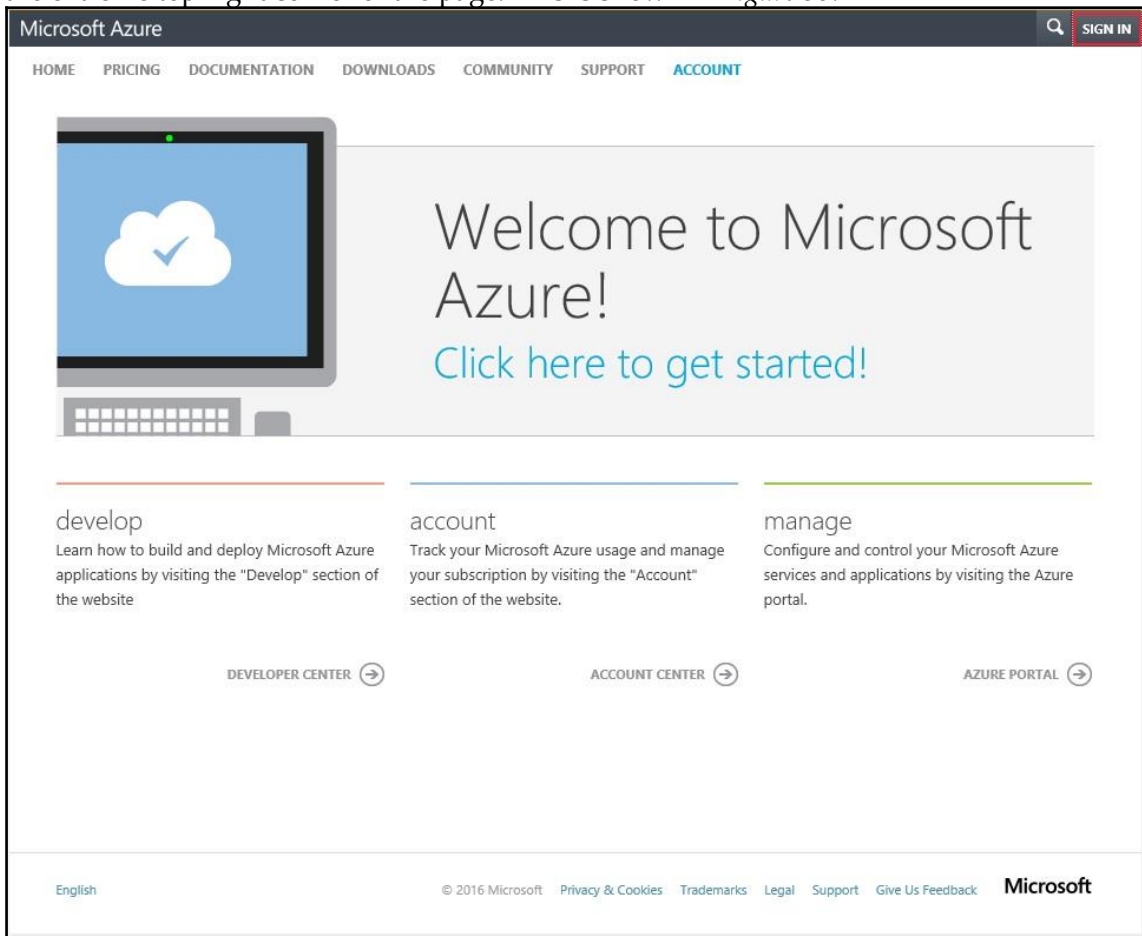 Microsoft Azure SIGN IN
HOME PRICING DOCUMENTATION DOWNLOADS COMMUNITY SUPPORT ACCOUNT
Welcome to Microsoft
Azure!
Click here to get started!
develop
Learn how to build and deploy Microsoft Azure
applications by visiting the "Develop" section of
the website
DEVELOPER CENTER
account
Track your Microsoft Azure usage and manage
your subscription by visiting the "Account"
section of the website.
ACCOUNT CENTER
manage
Configure and control your Microsoft Azure
services and applications by visiting the Azure
portal.
AZURE PORTAL
English © 2016 Microsoft Privacy & Cookies Trademarks Legal Support Give Us Feedback Microsoft